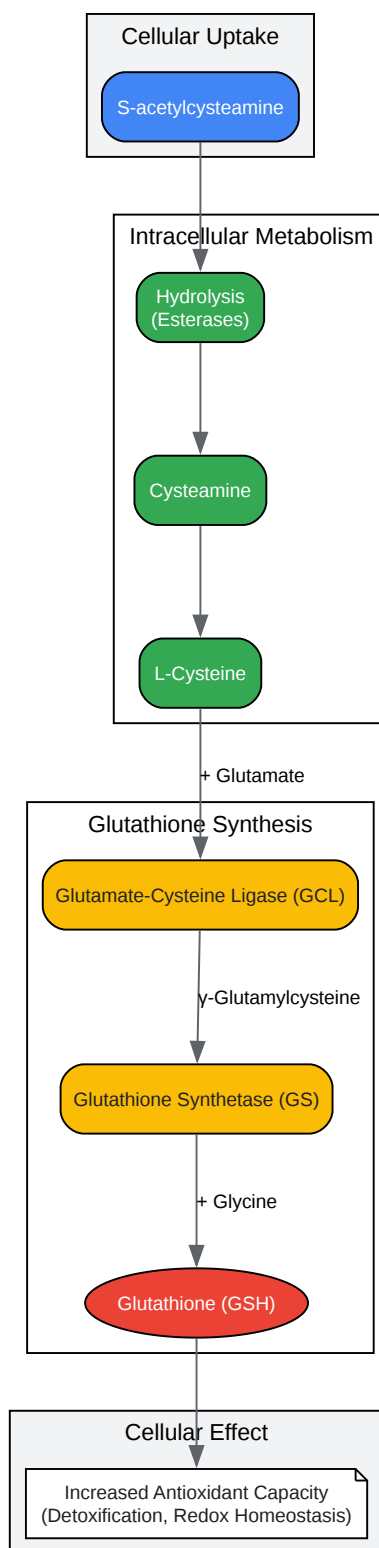 Cellular Uptake
S-acetylcysteamine
Intracellular Metabolism
Hydrolysis
(Esterases)
Cysteamine
L-Cysteine
+ Glutamate
Glutathione Synthesis
Glutamate-Cysteine Ligase (GCL)
γ-Glutamylcysteine
Glutathione Synthetase (GS)
+ Glycine
Glutathione (GSH)
Cellular Effect
Increased Antioxidant Capacity
(Detoxification, Redox Homeostasis)